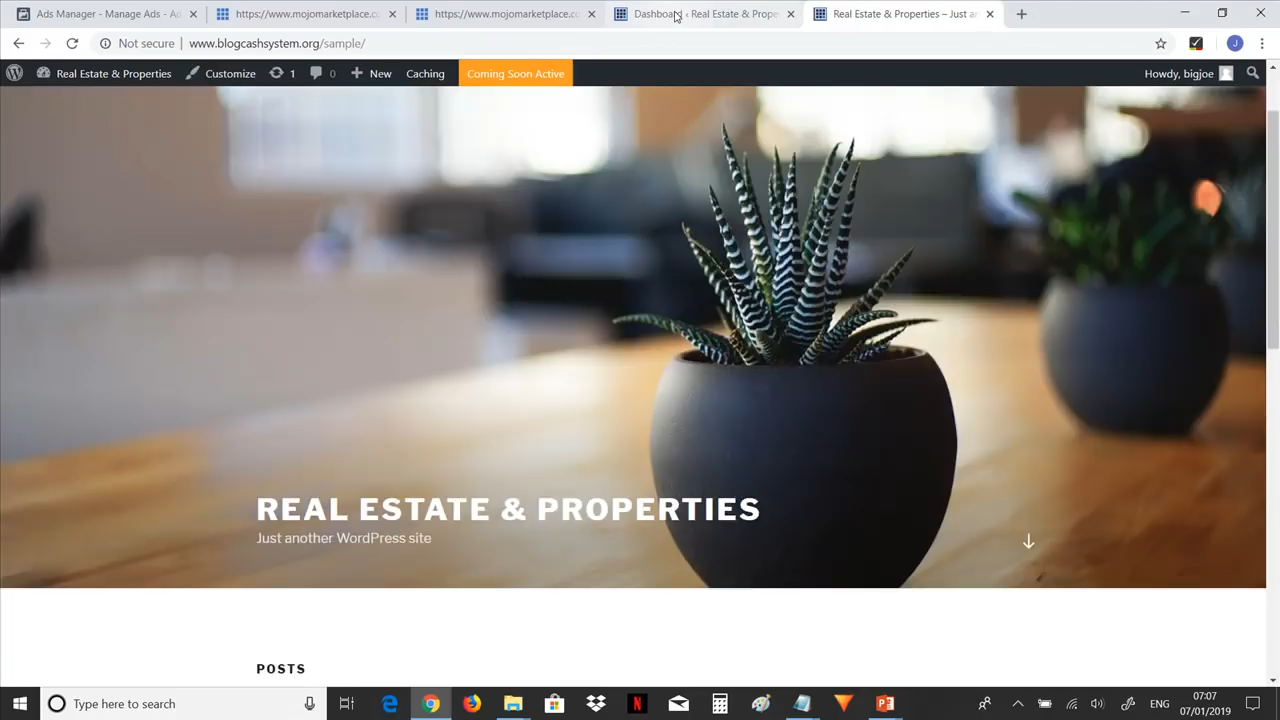 Ads Manager - Manage Ads - Ad
https://www.mojomarketplace.co
https://www.mojomarketplace.co
Dashboard ‹ Real Estate & Prope
Real Estate & Properties – Just a
Not secure
www.blogcashsystem.org/sample/
J
Real Estate & Properties
Customize
1
0
New
Caching
Coming Soon Active
Howdy, bigjoe
REAL ESTATE & PROPERTIES
Just another WordPress site
POSTS
Type here to search
ENG
07:07
07/01/2019